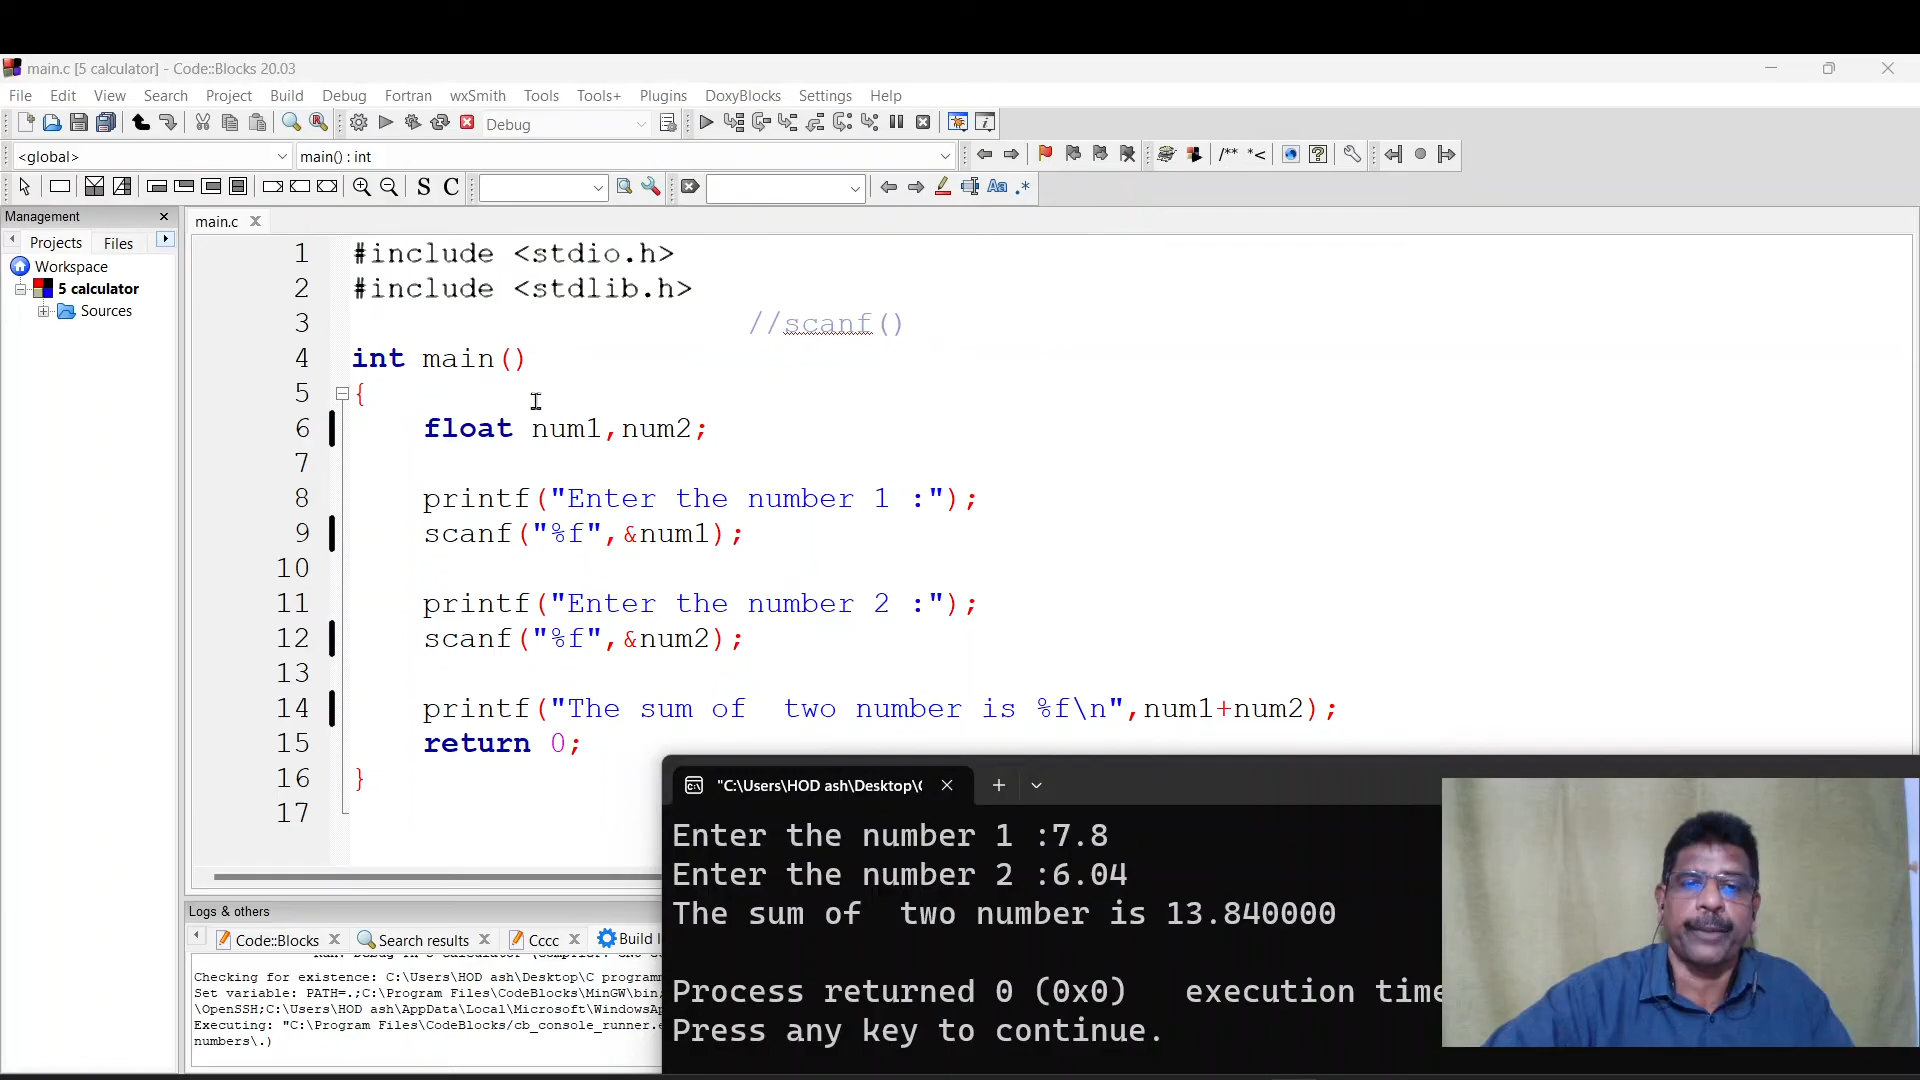 main.c [5 calculator] - Code::Blocks 20.03
File Edit View Search Project Build Debug Fortran wxSmith Tools Tools+ Plugins DoxyBlocks Settings Help
Debug
<global> main() : int /** *<
S C Aa .*
Management
Projects Files
Workspace
5 calculator
Sources
main.c
1 #include <stdio.h>
2 #include <stdlib.h>
3 //scanf()
4 int main()
5 {
6 float num1,num2;
7
8 printf("Enter the number 1 :");
9 scanf("%f",&num1);
10
11 printf("Enter the number 2 :");
12 scanf("%f",&num2);
13
14 printf("The sum of  two number is %f\n",num1+num2);
15 return 0;
16 }
17
"C:\Users\HOD ash\Desktop\
Enter the number 1 :7.8
Enter the number 2 :6.04
The sum of  two number is 13.840000
Process returned 0 (0x0)   execution time
Press any key to continue.
Logs & others
Code::Blocks Search results Cccc Build
Checking for existence: C:\Users\HOD ash\Desktop\C program
Set variable: PATH=.;C:\Program Files\CodeBlocks\MinGW\bin;
\OpenSSH;C:\Users\HOD ash\AppData\Local\Microsoft\WindowsAp
Executing: "C:\Program Files\CodeBlocks/cb_console_runner.e
numbers\.)